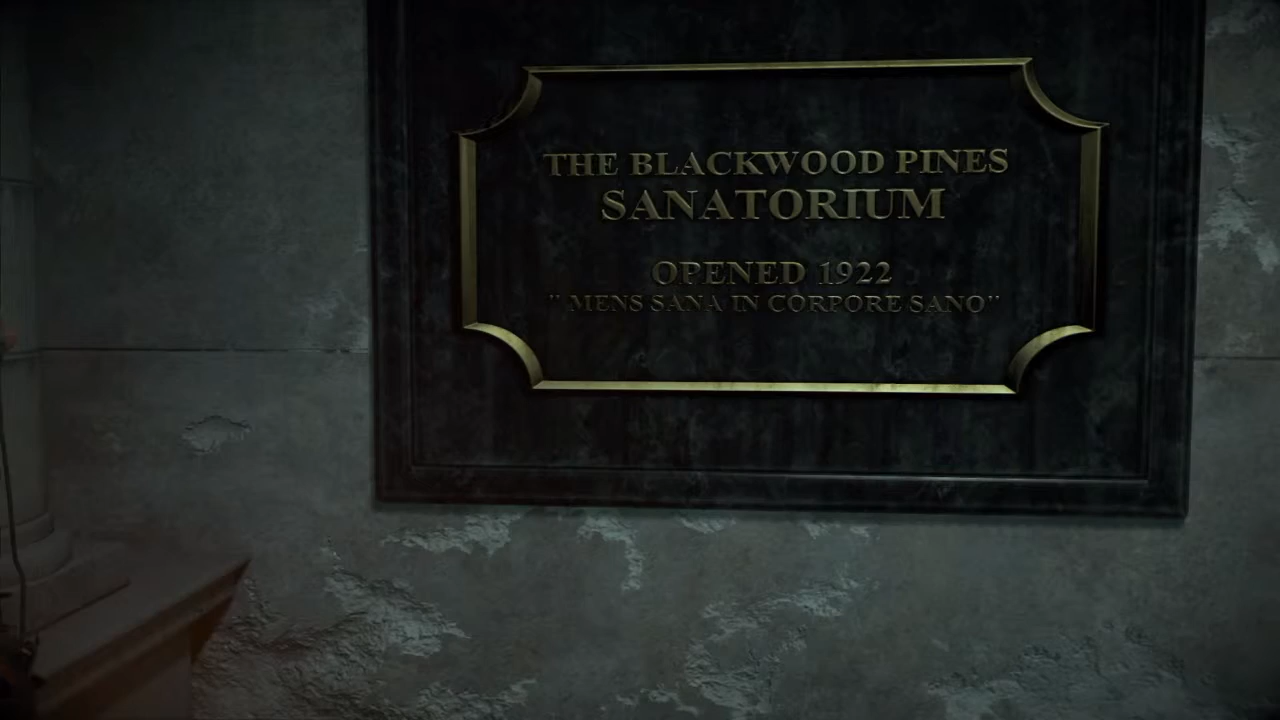 THE BLACKWOOD PINES
SANATORIUM
OPENED 1922
" MENS SANA IN CORPORE SANO"